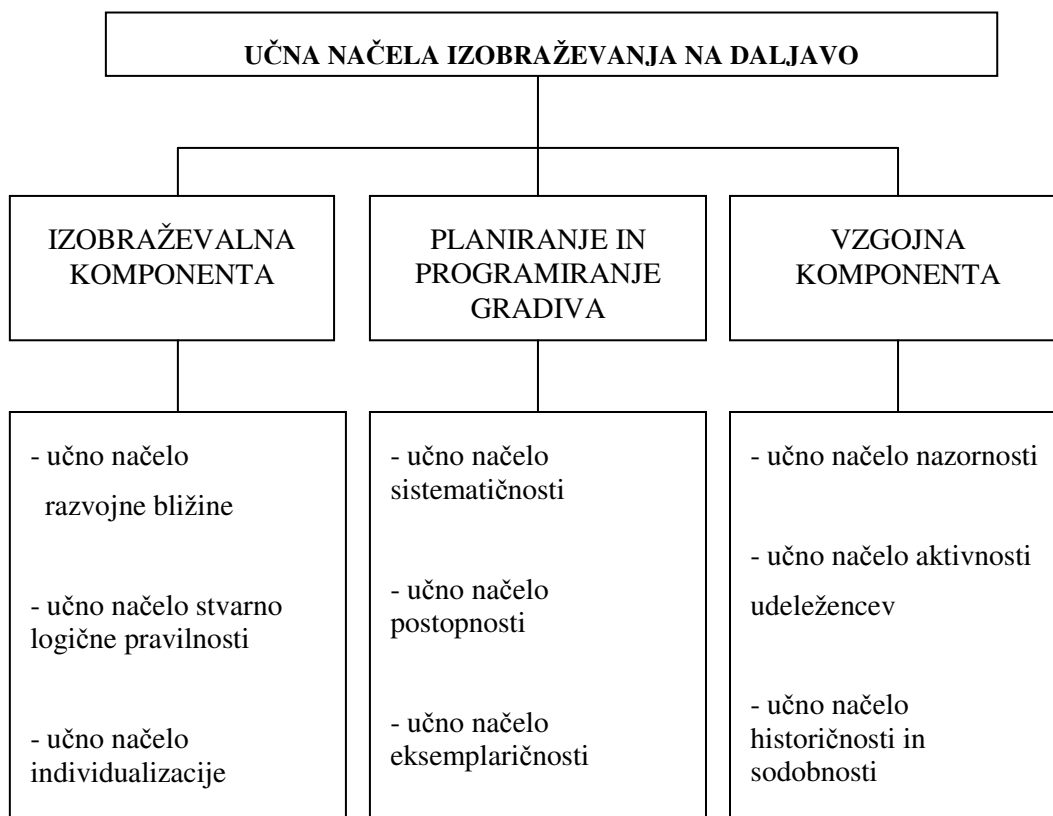 UČNA NAČELA IZOBRAŽEVANJA NA DALJAVO
IZOBRAŽEVALNA
KOMPONENTA
PLANIRANJE IN
PROGRAMIRANJE
GRADIVA
VZGOJNA
KOMPONENTA
- učno načelo
razvojne bližine
- učno načelo stvarno
logične pravilnosti
- učno načelo
individualizacije
- učno načelo
sistematičnosti
- učno načelo
postopnosti
- učno načelo
eksemplaričnosti
- učno načelo nazornosti
- učno načelo aktivnosti
udeležencev
- učno načelo
historičnosti in
sodobnosti